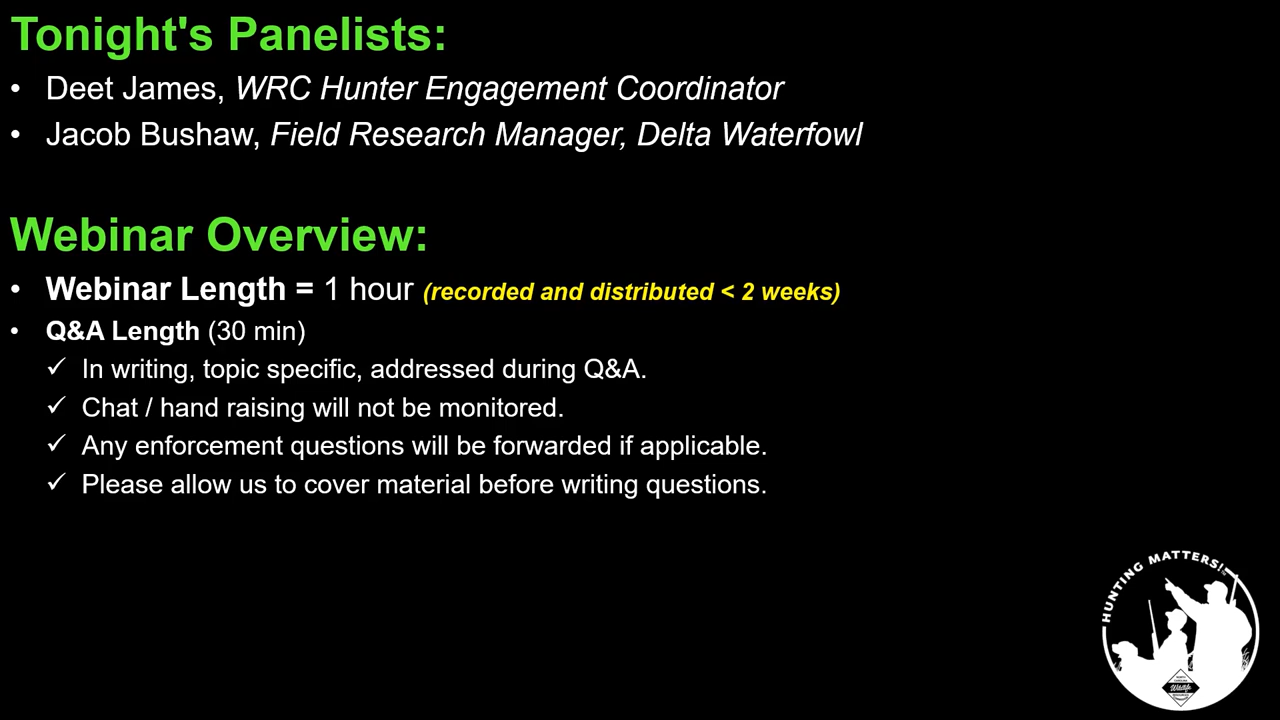 Tonight's Panelists:
• Deet James, WRC Hunter Engagement Coordinator
• Jacob Bushaw, Field Research Manager, Delta Waterfowl
Webinar Overview:
• Webinar Length = 1 hour (recorded and distributed < 2 weeks)
• Q&A Length (30 min)
✓ In writing, topic specific, addressed during Q&A.
✓ Chat / hand raising will not be monitored.
✓ Any enforcement questions will be forwarded if applicable.
✓ Please allow us to cover material before writing questions.
HUNTING MATTERS!
NORTH
CAROLINA
Wildlife